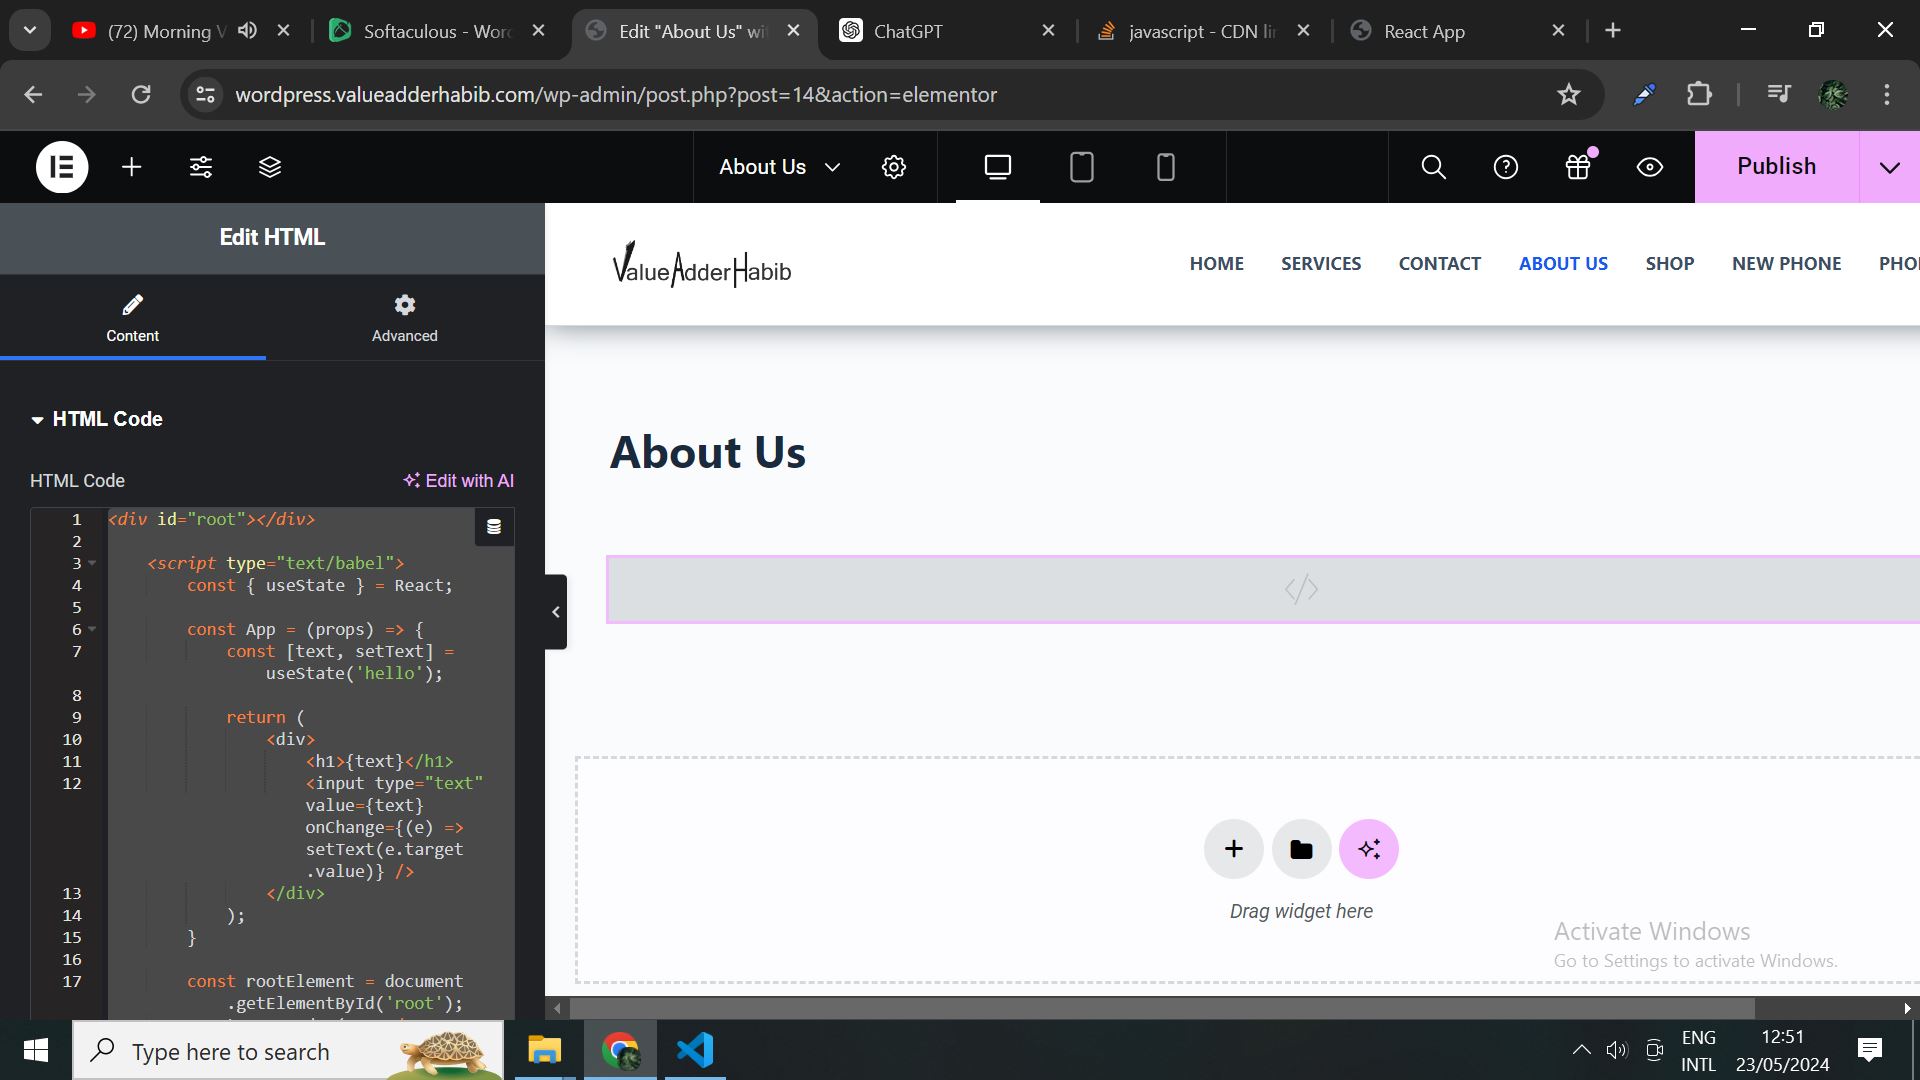 (72) Morning V
Softaculous - Word
Edit "About Us" wi
ChatGPT
javascript - CDN lin
React App
wordpress.valueadderhabib.com/wp-admin/post.php?post=14&action=elementor
About Us
Publish
Edit HTML
Content
Advanced
HTML Code
HTML Code
Edit with AI
1 <div id="root"></div>
2
3 <script type="text/babel">
4 const { useState } = React;
5
6 const App = (props) => {
7 const [text, setText] =
useState('hello');
8
9 return (
10 <div>
11 <h1>{text}</h1>
12 <input type="text"
value={text}
onChange={(e) =>
setText(e.target
.value)} />
13 </div>
14 );
15 }
16
17 const rootElement = document
.getElementById('root');
ValueAdderHabib
HOME
SERVICES
CONTACT
ABOUT US
SHOP
NEW PHONE
PHO
About Us
</>
Drag widget here
Activate Windows
Go to Settings to activate Windows.
Type here to search
ENG
INTL
12:51
23/05/2024